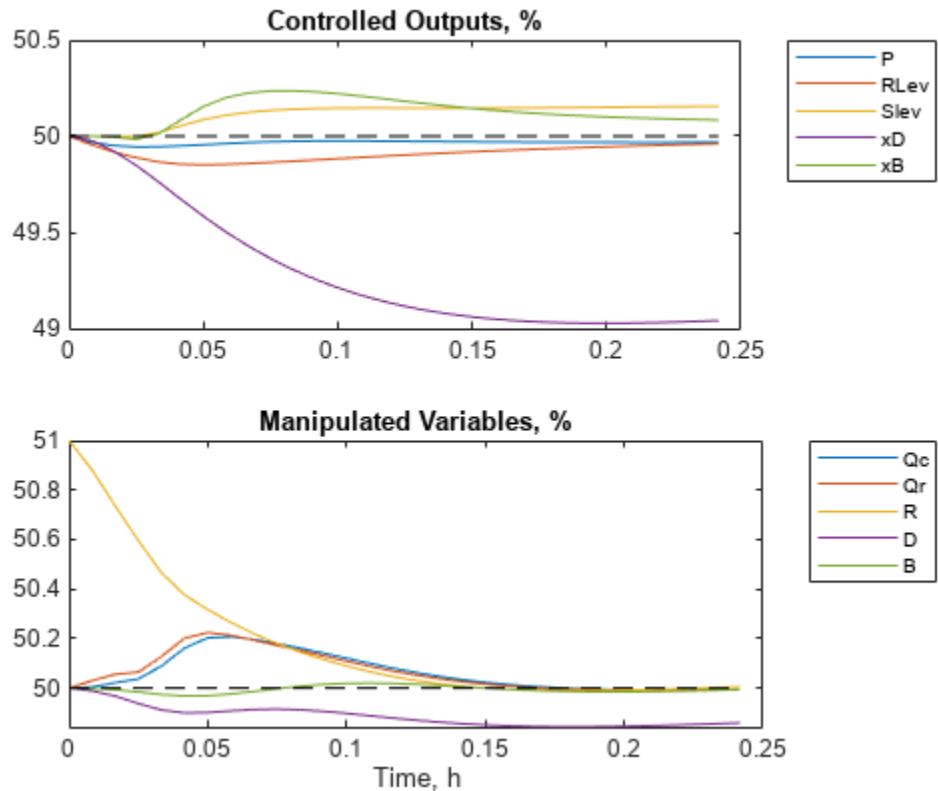 Controlled Outputs, %
50.5
50
49.5
49
0 0.05 0.1 0.15 0.2 0.25
P
RLev
Slev
xD
xB
Manipulated Variables, %
51
50.8
50.6
50.4
50.2
50
0 0.05 0.1 0.15 0.2 0.25
Time, h
Qc
Qr
R
D
B